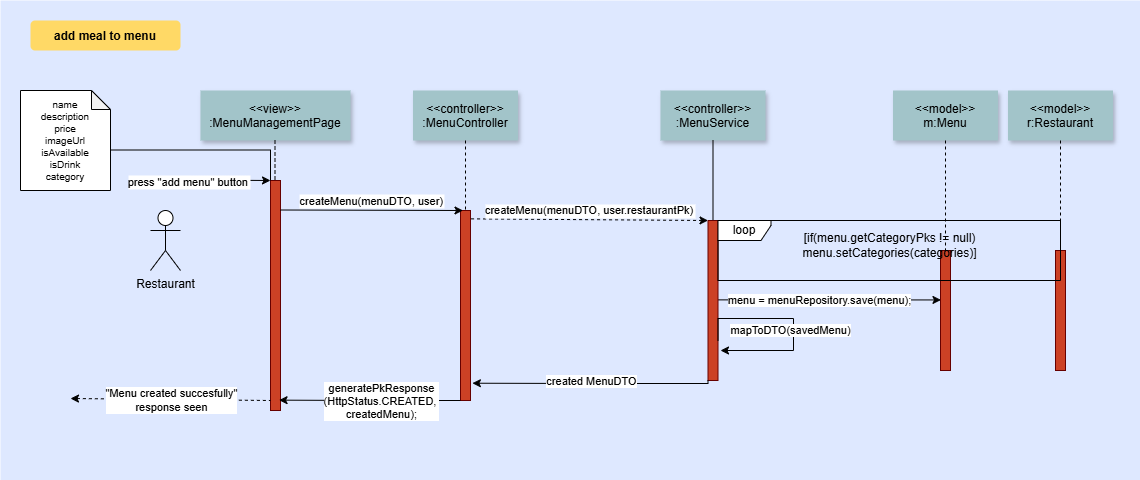 add meal to menu
name
description
price
imageUrl
isAvailable
isDrink
category
<<view>>
:MenuManagementPage
<<controller>>
:MenuController
<<controller>>
:MenuService
<<model>>
m:Menu
<<model>>
r:Restaurant
press "add menu" button
createMenu(menuDTO, user)
createMenu(menuDTO, user.restaurantPk)
loop
[if(menu.getCategoryPks != null)
menu.setCategories(categories)]
Restaurant
menu = menuRepository.save(menu);
mapToDTO(savedMenu)
created MenuDTO
generatePkResponse
(HttpStatus.CREATED,
createdMenu);
"Menu created succesfully"
response seen